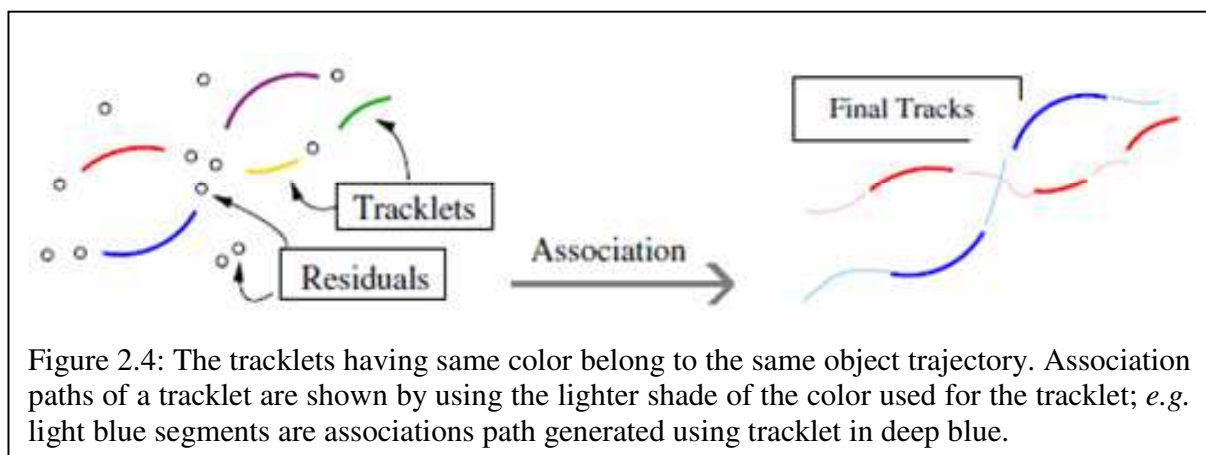 Final Tracks
Tracklets
Association
Residuals
Figure 2.4: The tracklets having same color belong to the same object trajectory. Association
paths of a tracklet are shown by using the lighter shade of the color used for the tracklet; e.g.
light blue segments are associations path generated using tracklet in deep blue.